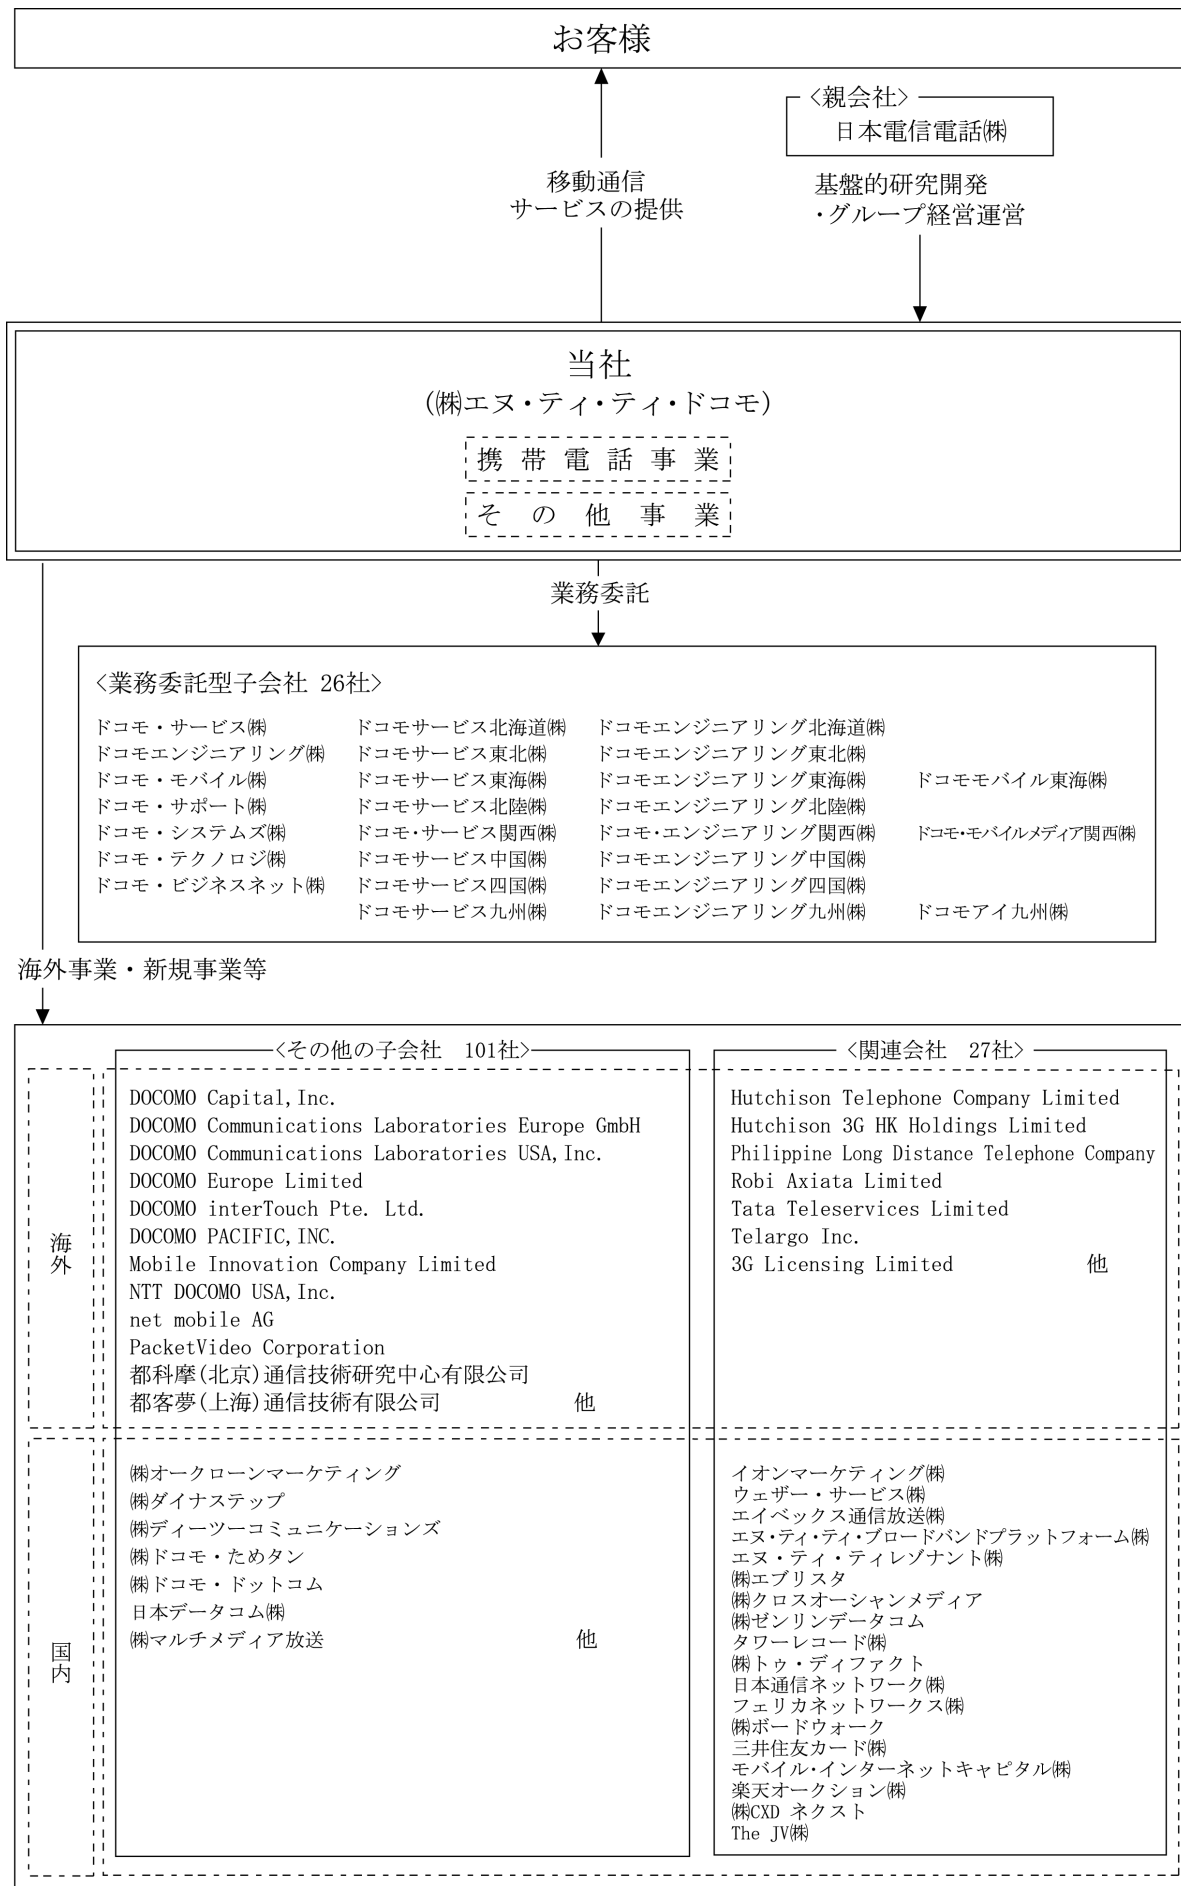 お客様
<親会社>
日本電信電話㈱
移動通信
サービスの提供
基盤的研究開発
・グループ経営運営
当社
(㈱エヌ・ティ・ティ・ドコモ)
携帯電話事業
その他事業
業務委託
<業務委託型子会社 26社>
ドコモ・サービス㈱ ドコモサービス北海道㈱ ドコモエンジニアリング北海道㈱
ドコモエンジニアリング㈱ ドコモサービス東北㈱ ドコモエンジニアリング東北㈱
ドコモ・モバイル㈱ ドコモサービス東海㈱ ドコモエンジニアリング東海㈱ ドコモモバイル東海㈱
ドコモ・サポート㈱ ドコモサービス北陸㈱ ドコモエンジニアリング北陸㈱
ドコモ・システムズ㈱ ドコモ・サービス関西㈱ ドコモ・エンジニアリング関西㈱ ドコモ・モバイルメディア関西㈱
ドコモ・テクノロジ㈱ ドコモサービス中国㈱ ドコモエンジニアリング中国㈱
ドコモ・ビジネスネット㈱ ドコモサービス四国㈱ ドコモエンジニアリング四国㈱
ドコモサービス九州㈱ ドコモエンジニアリング九州㈱ ドコモアイ九州㈱
海外事業・新規事業等
海外
<その他の子会社 101社>
DOCOMO Capital,Inc.
DOCOMO Communications Laboratories Europe GmbH
DOCOMO Communications Laboratories USA,Inc.
DOCOMO Europe Limited
DOCOMO interTouch Pte. Ltd.
DOCOMO PACIFIC,INC.
Mobile Innovation Company Limited
NTT DOCOMO USA,Inc.
net mobile AG
PacketVideo Corporation
都科摩(北京)通信技術研究中心有限公司
都客夢(上海)通信技術有限公司 他
<関連会社 27社>
Hutchison Telephone Company Limited
Hutchison 3G HK Holdings Limited
Philippine Long Distance Telephone Company
Robi Axiata Limited
Tata Teleservices Limited
Telargo Inc.
3G Licensing Limited 他
国内
㈱オークローンマーケティング
㈱ダイナステップ
㈱ディーツーコミュニケーションズ
㈱ドコモ・ためタン
㈱ドコモ・ドットコム
日本データコム㈱
㈱マルチメディア放送 他
イオンマーケティング㈱
ウェザー・サービス㈱
エイベックス通信放送㈱
エヌ・ティ・ティ・ブロードバンドプラットフォーム㈱
エヌ・ティ・ティレゾナント㈱
㈱エブリスタ
㈱クロスオーシャンメディア
㈱ゼンリンデータコム
タワーレコード㈱
㈱トゥ・ディファクト
日本通信ネットワーク㈱
フェリカネットワークス㈱
㈱ボードウォーク
三井住友カード㈱
モバイル・インターネットキャピタル㈱
楽天オークション㈱
㈱CXD ネクスト
The JV㈱